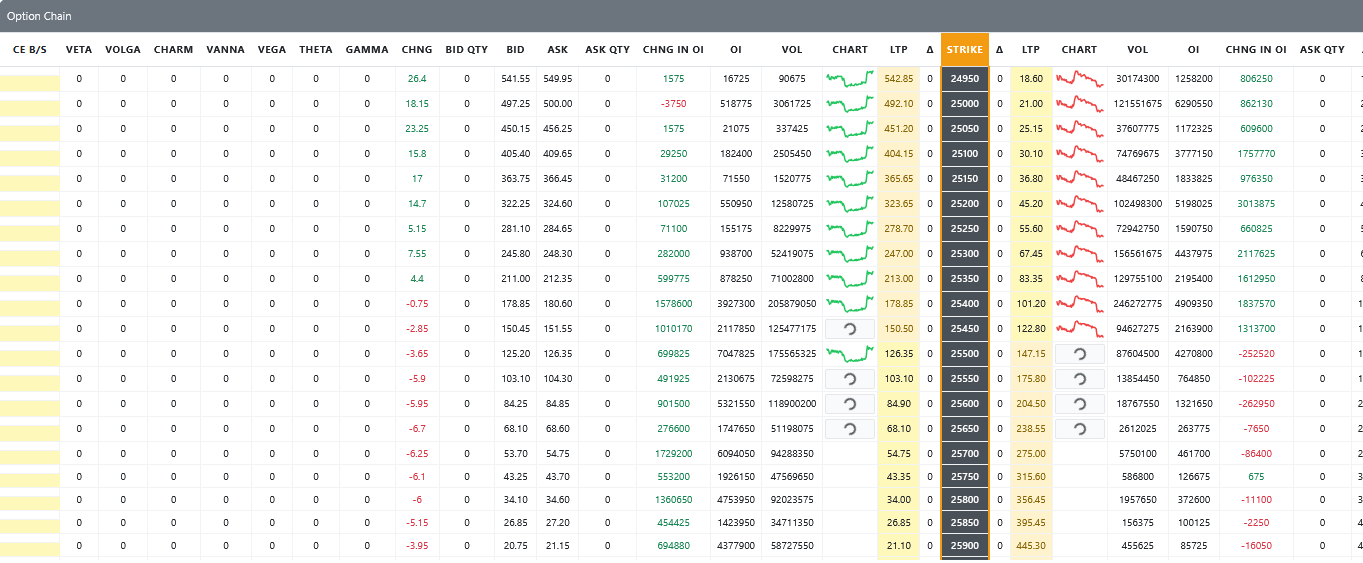 Option Chain
CE B/S VETA VOLGA CHARM VANNA VEGA THETA GAMMA CHNG BID QTY BID ASK ASK QTY CHNG IN OI OI VOL CHART LTP Δ STRIKE Δ LTP CHART VOL OI CHNG IN OI ASK QTY
0 0 0 0 0 0 0 26.4 0 541.55 549.95 0 1575 16725 90675 542.85 0 24950 0 18.60 30174300 1258200 806250 0
0 0 0 0 0 0 0 18.15 0 497.25 500.00 0 -3750 518775 3061725 492.10 0 25000 0 21.00 121551675 6290550 862130 0
0 0 0 0 0 0 0 23.25 0 450.15 456.25 0 1575 21075 337425 451.20 0 25050 0 25.15 37607775 1172325 609600 0
0 0 0 0 0 0 0 15.8 0 405.40 409.65 0 29250 182400 2505450 404.15 0 25100 0 30.10 74769675 3777150 1757770 0
0 0 0 0 0 0 0 17 0 363.75 366.45 0 31200 71550 1520775 365.65 0 25150 0 36.80 48467250 1833825 976350 0
0 0 0 0 0 0 0 14.7 0 322.25 324.60 0 107025 550950 12580725 323.65 0 25200 0 45.20 102498300 5198025 3013875 0
0 0 0 0 0 0 0 5.15 0 281.10 284.65 0 71100 155175 8229975 278.70 0 25250 0 55.60 72942750 1590750 660825 0
0 0 0 0 0 0 0 7.55 0 245.80 248.30 0 282000 938700 52419075 247.00 0 25300 0 67.45 156561675 4437975 2117625 0
0 0 0 0 0 0 0 4.4 0 211.00 212.35 0 599775 878250 71002800 213.00 0 25350 0 83.35 129755100 2195400 1612950 0
0 0 0 0 0 0 0 -0.75 0 178.85 180.60 0 1578600 3927300 205879050 178.85 0 25400 0 101.20 246272775 4909350 1837570 0
0 0 0 0 0 0 0 -2.85 0 150.45 151.55 0 1010170 2117850 125477175 150.50 0 25450 0 122.80 94627275 2163900 1313700 0
0 0 0 0 0 0 0 -3.65 0 125.20 126.35 0 699825 7047825 175565325 126.35 0 25500 0 147.15 87604500 4270800 -252520 0
0 0 0 0 0 0 0 -5.9 0 103.10 104.30 0 491925 2130675 72598275 103.10 0 25550 0 175.80 13854450 764850 -102225 0
0 0 0 0 0 0 0 -5.95 0 84.25 84.85 0 901500 5321550 118900200 84.90 0 25600 0 204.50 18767550 1321650 -262950 0
0 0 0 0 0 0 0 -6.7 0 68.10 68.60 0 276600 1747650 51198075 68.10 0 25650 0 238.55 2612025 263775 -7650 0
0 0 0 0 0 0 0 -6.25 0 53.70 54.75 0 1729200 6094050 94288350 54.75 0 25700 0 275.00 5750100 461700 -86400 0
0 0 0 0 0 0 0 -6.1 0 43.25 43.70 0 553200 1926150 47569650 43.35 0 25750 0 315.60 586800 126675 675 0
0 0 0 0 0 0 0 -6 0 34.10 34.60 0 1360650 4753950 92023575 34.00 0 25800 0 356.45 1957650 372600 -11100 0
0 0 0 0 0 0 0 -5.15 0 26.85 27.20 0 454425 1423950 34711350 26.85 0 25850 0 395.45 156375 100125 -2250 0
0 0 0 0 0 0 0 -3.95 0 20.75 21.15 0 694880 4377900 58727550 21.10 0 25900 0 445.30 455625 85725 -16050 0